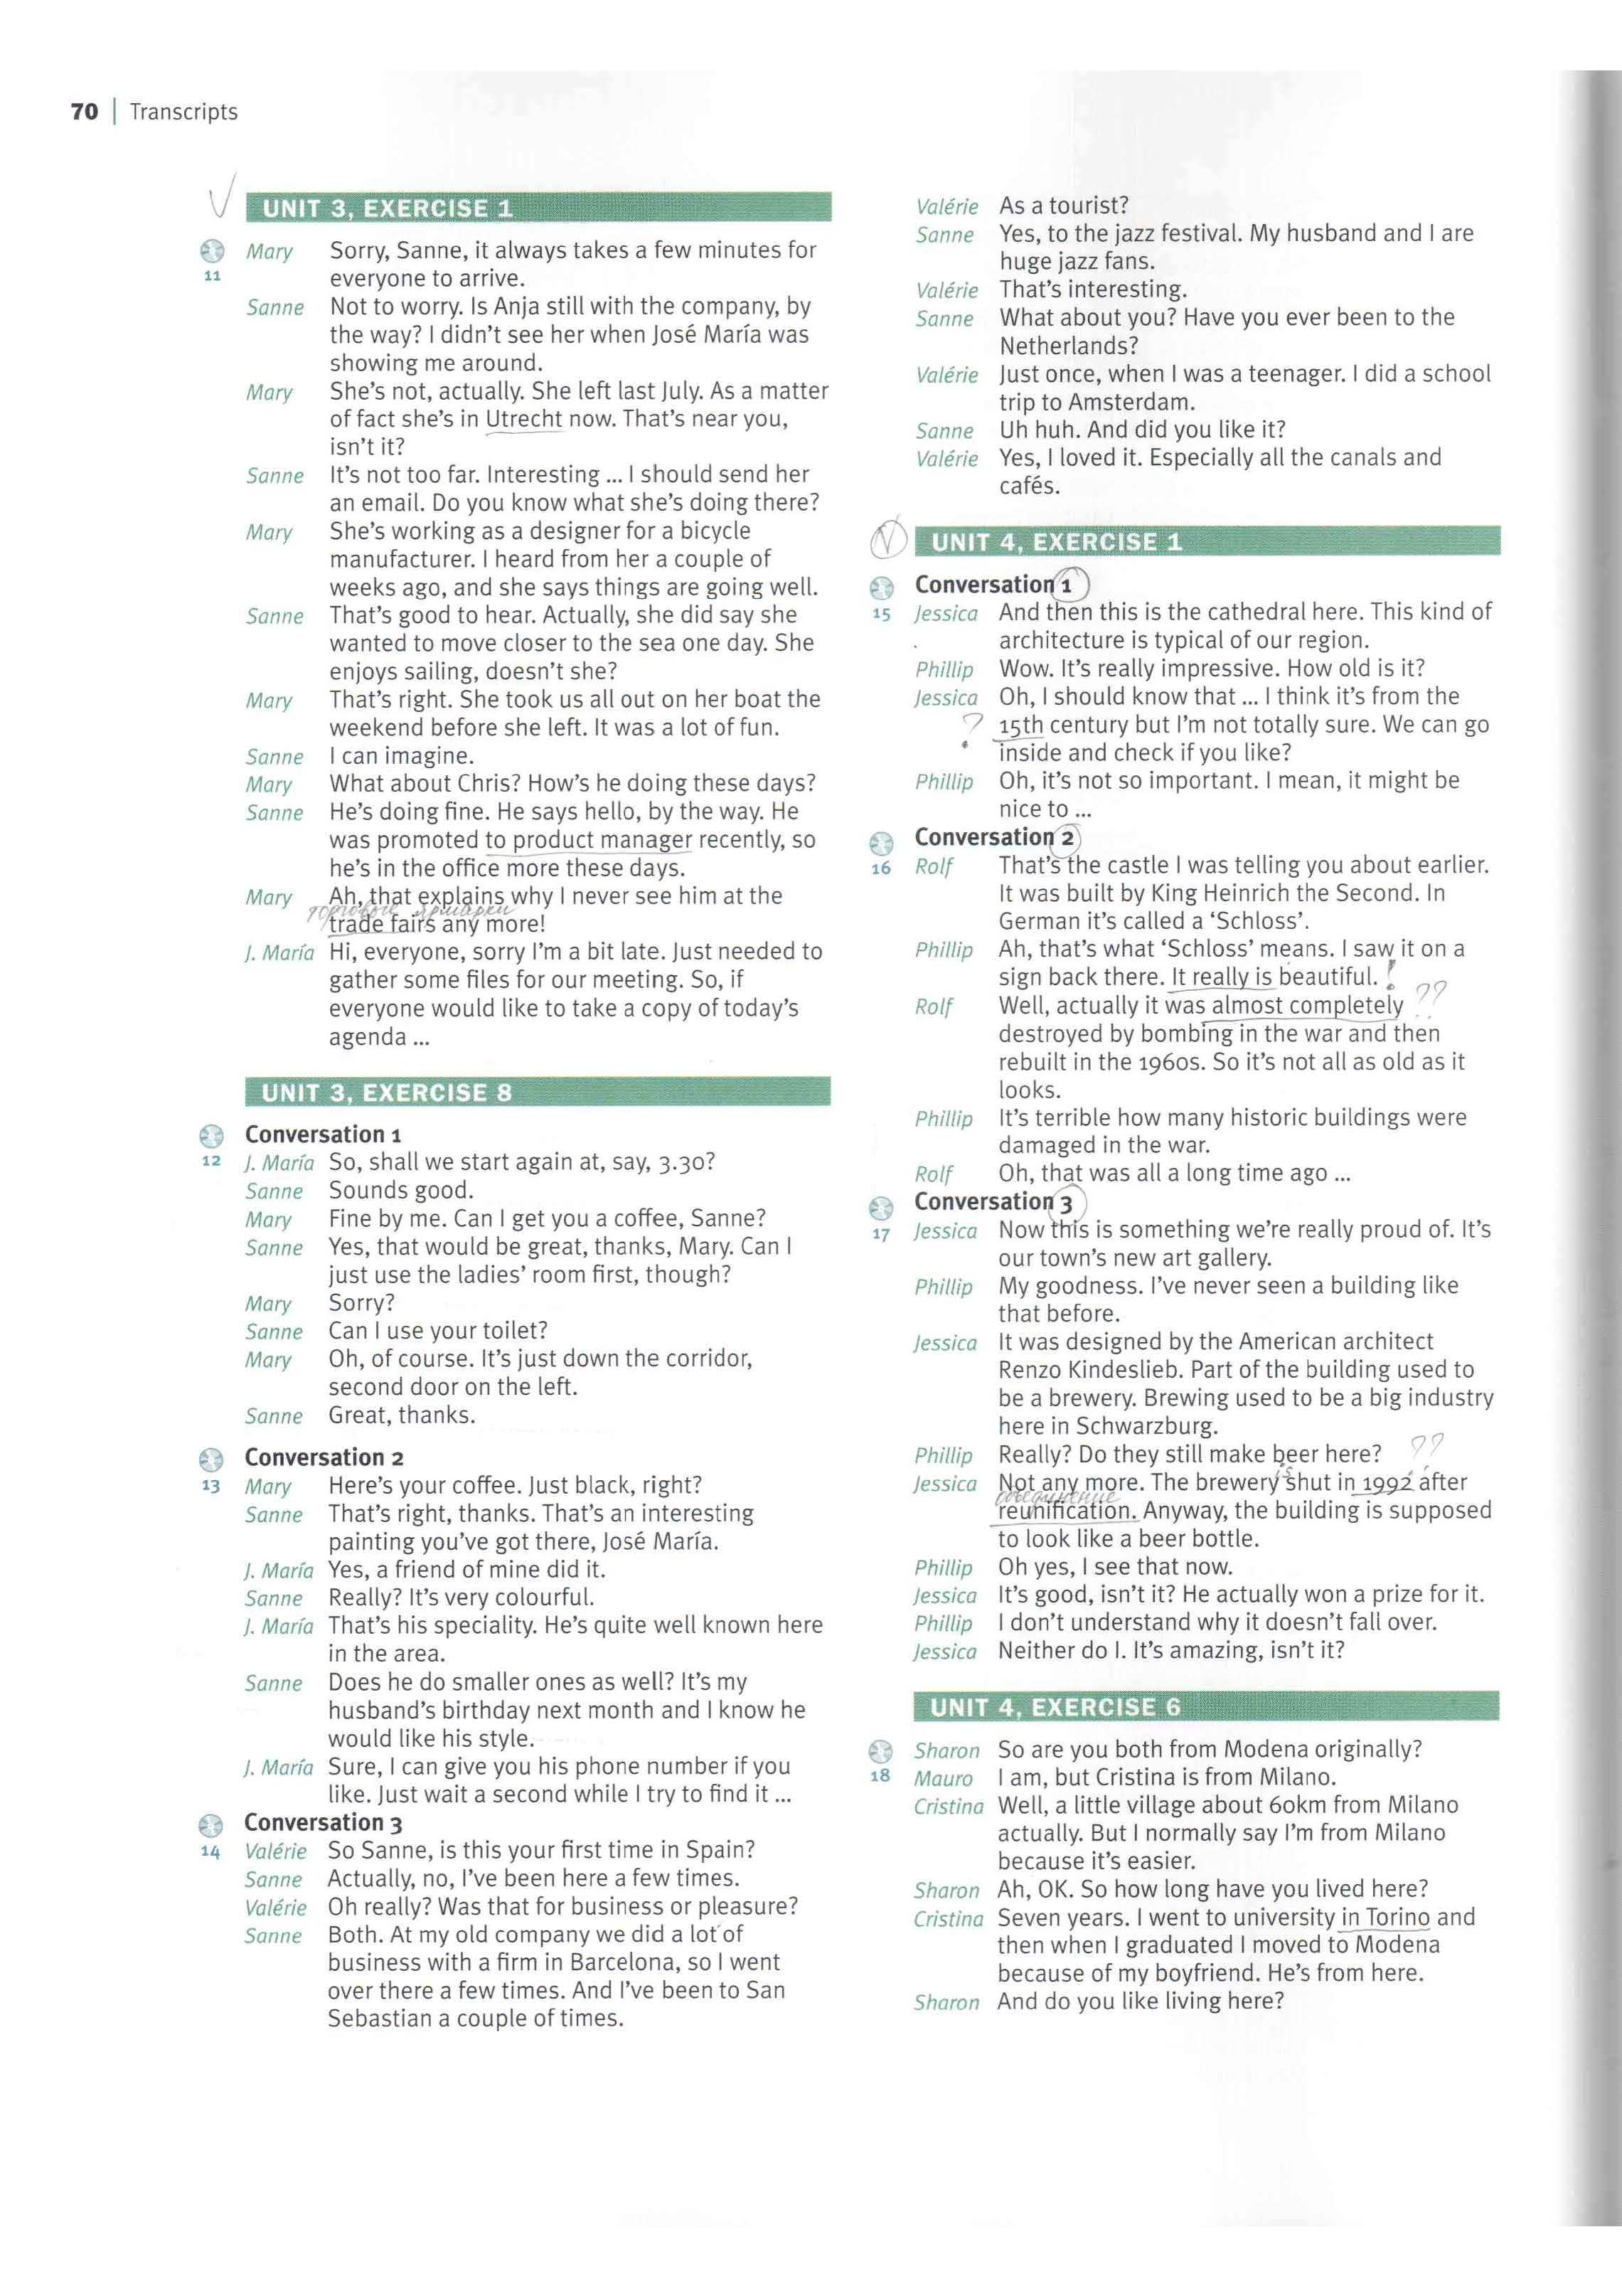 70 | Transcripts
UNIT 3, EXERCISE 1
Mary Sorry, Sanne, it always takes a few minutes for
11 everyone to arrive.
Sanne Not to worry. Is Anja still with the company, by
the way? I didn't see her when José María was
showing me around.
Mary She's not, actually. She left last July. As a matter
of fact she's in Utrecht now. That's near you,
isn't it?
Sanne It's not too far. Interesting ... I should send her
an email. Do you know what she's doing there?
Mary She's working as a designer for a bicycle
manufacturer. I heard from her a couple of
weeks ago, and she says things are going well.
Sanne That's good to hear. Actually, she did say she
wanted to move closer to the sea one day. She
enjoys sailing, doesn't she?
Mary That's right. She took us all out on her boat the
weekend before she left. It was a lot of fun.
Sanne I can imagine.
Mary What about Chris? How's he doing these days?
Sanne He's doing fine. He says hello, by the way. He
was promoted to product manager recently, so
he's in the office more these days.
Mary Ah, that explains why I never see him at the
торговые ярмарки
trade fairs any more!
J. María Hi, everyone, sorry I'm a bit late. Just needed to
gather some files for our meeting. So, if
everyone would like to take a copy of today's
agenda ...
UNIT 3, EXERCISE 8
Conversation 1
12 J. María So, shall we start again at, say, 3.30?
Sanne Sounds good.
Mary Fine by me. Can I get you a coffee, Sanne?
Sanne Yes, that would be great, thanks, Mary. Can I
just use the ladies' room first, though?
Mary Sorry?
Sanne Can I use your toilet?
Mary Oh, of course. It's just down the corridor,
second door on the left.
Sanne Great, thanks.
Conversation 2
13 Mary Here's your coffee. Just black, right?
Sanne That's right, thanks. That's an interesting
painting you've got there, José María.
J. María Yes, a friend of mine did it.
Sanne Really? It's very colourful.
J. María That's his speciality. He's quite well known here
in the area.
Sanne Does he do smaller ones as well? It's my
husband's birthday next month and I know he
would like his style.
J. María Sure, I can give you his phone number if you
like. Just wait a second while I try to find it ...
Conversation 3
14 Valérie So Sanne, is this your first time in Spain?
Sanne Actually, no, I've been here a few times.
Valérie Oh really? Was that for business or pleasure?
Sanne Both. At my old company we did a lot of
business with a firm in Barcelona, so I went
over there a few times. And I've been to San
Sebastian a couple of times.
Valérie As a tourist?
Sanne Yes, to the jazz festival. My husband and I are
huge jazz fans.
Valérie That's interesting.
Sanne What about you? Have you ever been to the
Netherlands?
Valérie Just once, when I was a teenager. I did a school
trip to Amsterdam.
Sanne Uh huh. And did you like it?
Valérie Yes, I loved it. Especially all the canals and
cafés.
UNIT 4, EXERCISE 1
Conversation 1
15 Jessica And then this is the cathedral here. This kind of
architecture is typical of our region.
Phillip Wow. It's really impressive. How old is it?
Jessica Oh, I should know that ... I think it's from the
? 15th century but I'm not totally sure. We can go
inside and check if you like?
Phillip Oh, it's not so important. I mean, it might be
nice to ...
Conversation 2
16 Rolf That's the castle I was telling you about earlier.
It was built by King Heinrich the Second. In
German it's called a 'Schloss'.
Phillip Ah, that's what 'Schloss' means. I saw it on a
sign back there. It really is beautiful. !
Rolf Well, actually it was almost completely ??
destroyed by bombing in the war and then
rebuilt in the 1960s. So it's not all as old as it
looks.
Phillip It's terrible how many historic buildings were
damaged in the war.
Rolf Oh, that was all a long time ago ...
Conversation 3
17 Jessica Now this is something we're really proud of. It's
our town's new art gallery.
Phillip My goodness. I've never seen a building like
that before.
Jessica It was designed by the American architect
Renzo Kindeslieb. Part of the building used to
be a brewery. Brewing used to be a big industry
here in Schwarzburg.
Phillip Really? Do they still make beer here? ??
is
Jessica Not any more. The brewery shut in 1992 after
соединение
reunification. Anyway, the building is supposed
to look like a beer bottle.
Phillip Oh yes, I see that now.
Jessica It's good, isn't it? He actually won a prize for it.
Phillip I don't understand why it doesn't fall over.
Jessica Neither do I. It's amazing, isn't it?
UNIT 4, EXERCISE 6
Sharon So are you both from Modena originally?
18 Mauro I am, but Cristina is from Milano.
Cristina Well, a little village about 60km from Milano
actually. But I normally say I'm from Milano
because it's easier.
Sharon Ah, OK. So how long have you lived here?
Cristina Seven years. I went to university in Torino and
then when I graduated I moved to Modena
because of my boyfriend. He's from here.
Sharon And do you like living here?